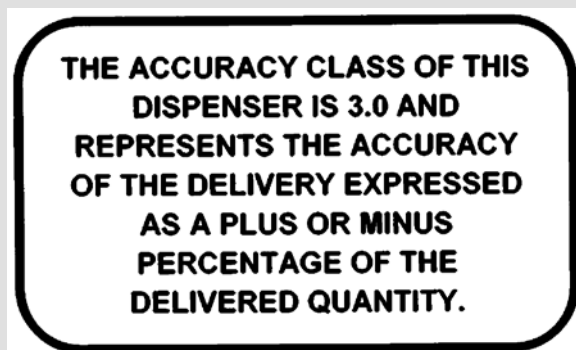 THE ACCURACY CLASS OF THIS
DISPENSER IS 3.0 AND
REPRESENTS THE ACCURACY
OF THE DELIVERY EXPRESSED
AS A PLUS OR MINUS
PERCENTAGE OF THE
DELIVERED QUANTITY.